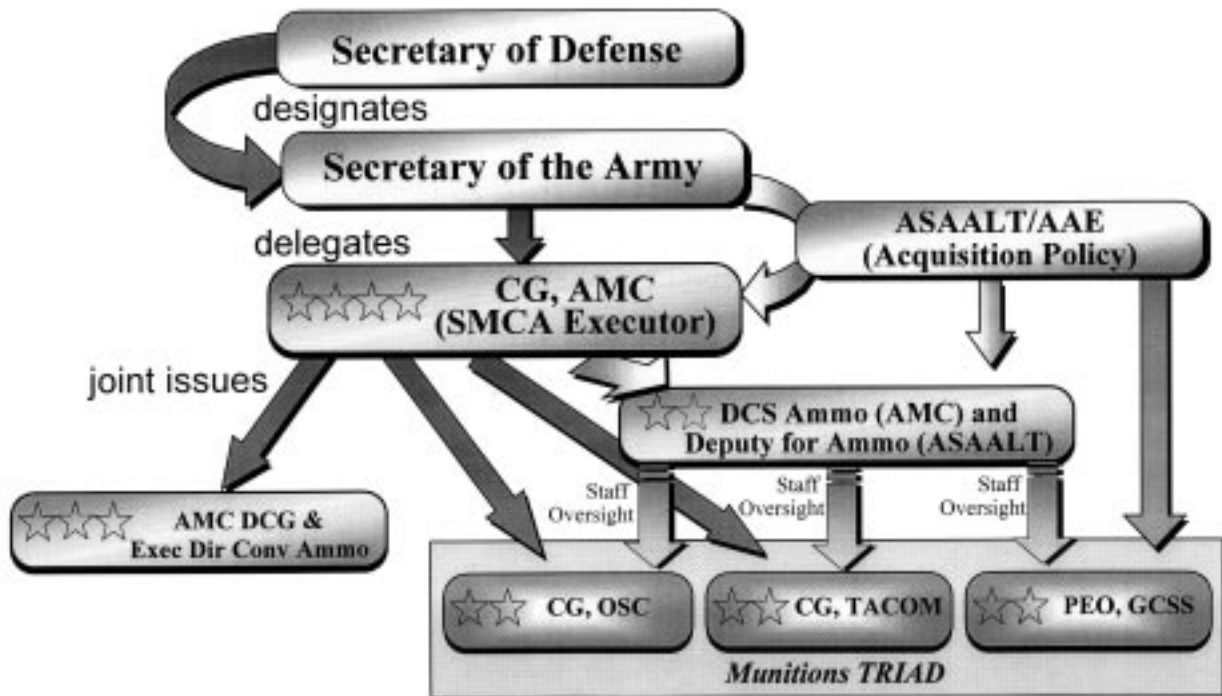 Secretary of Defense
designates
Secretary of the Army
ASAALT/AAE
(Acquisition Policy)
delegates
CG, AMC
(SMCA Executor)
joint issues
DCS Ammo (AMC) and
Deputy for Ammo (ASAALT)
AMC DCG &
Exec Dir Conv Ammo
Staff
Oversight
Staff
Oversight
Staff
Oversight
CG, OSC
CG, TACOM
PEO, GCSS
Munitions TRIAD